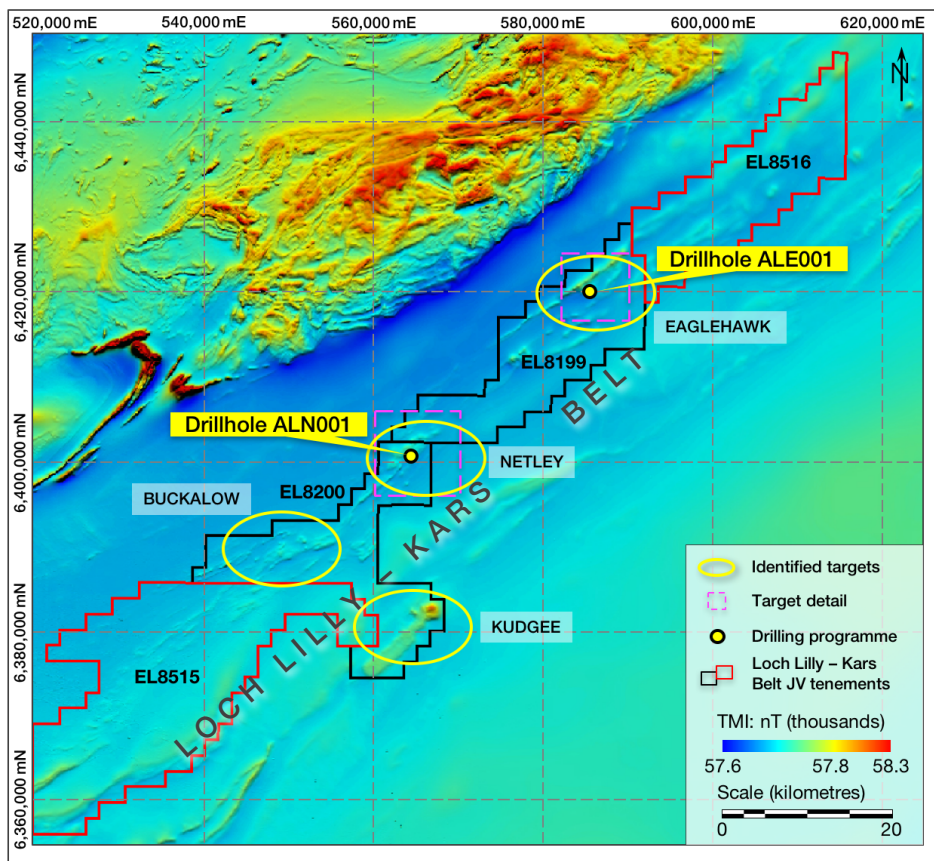 520,000 mE 540,000 mE 560,000 mE 580,000 mE 600,000 mE 620,000 mE
N
6,440,000 mN
6,420,000 mN
6,400,000 mN
6,380,000 mN
6,360,000 mN
EL8516
Drillhole ALE001
EAGLEHAWK
EL8199
Drillhole ALN001
NETLEY
BUCKALOW
EL8200
KUDGEE
EL8515
LOCH LILLY – KARS BELT
Identified targets
Target detail
Drilling programme
Loch Lilly – Kars
Belt JV tenements
TMI: nT (thousands)
57.6 57.8 58.3
Scale (kilometres)
0 20